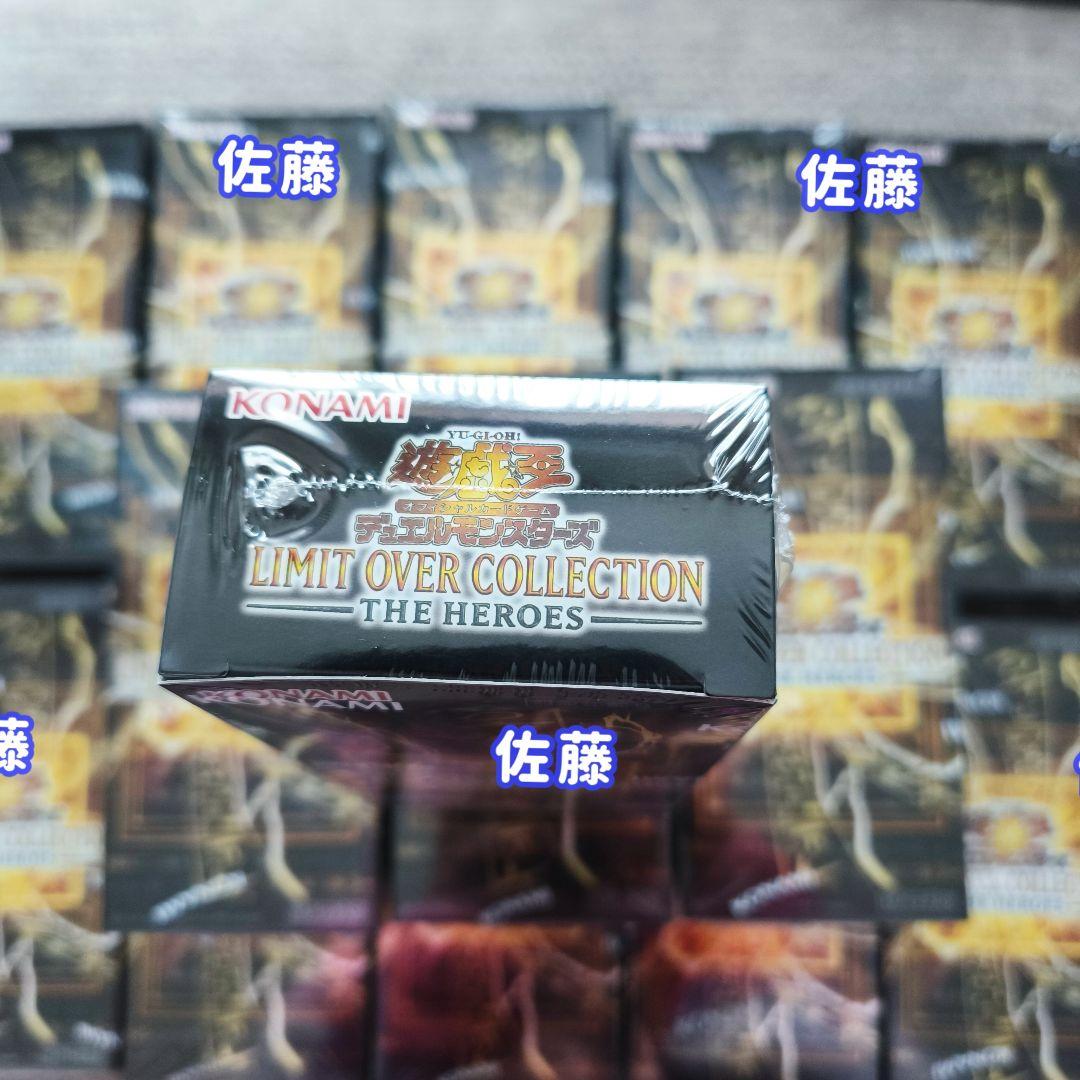 佐藤
佐藤
KONAMI
YU-GI-OH!
遊戯王
オフィシャルカードゲーム
デュエルモンスターズ
LIMIT OVER COLLECTION
THE HEROES
KONAMI
KONAMI
佐藤
藤